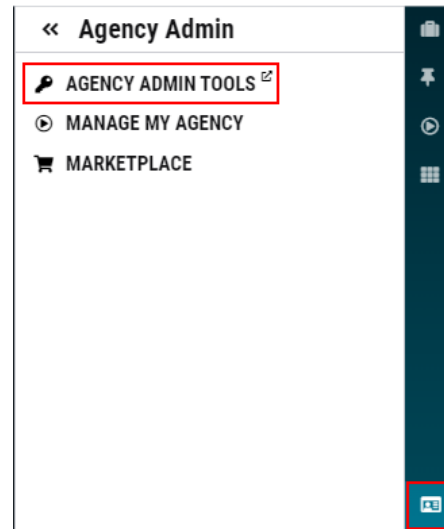 « Agency Admin
AGENCY ADMIN TOOLS
MANAGE MY AGENCY
MARKETPLACE